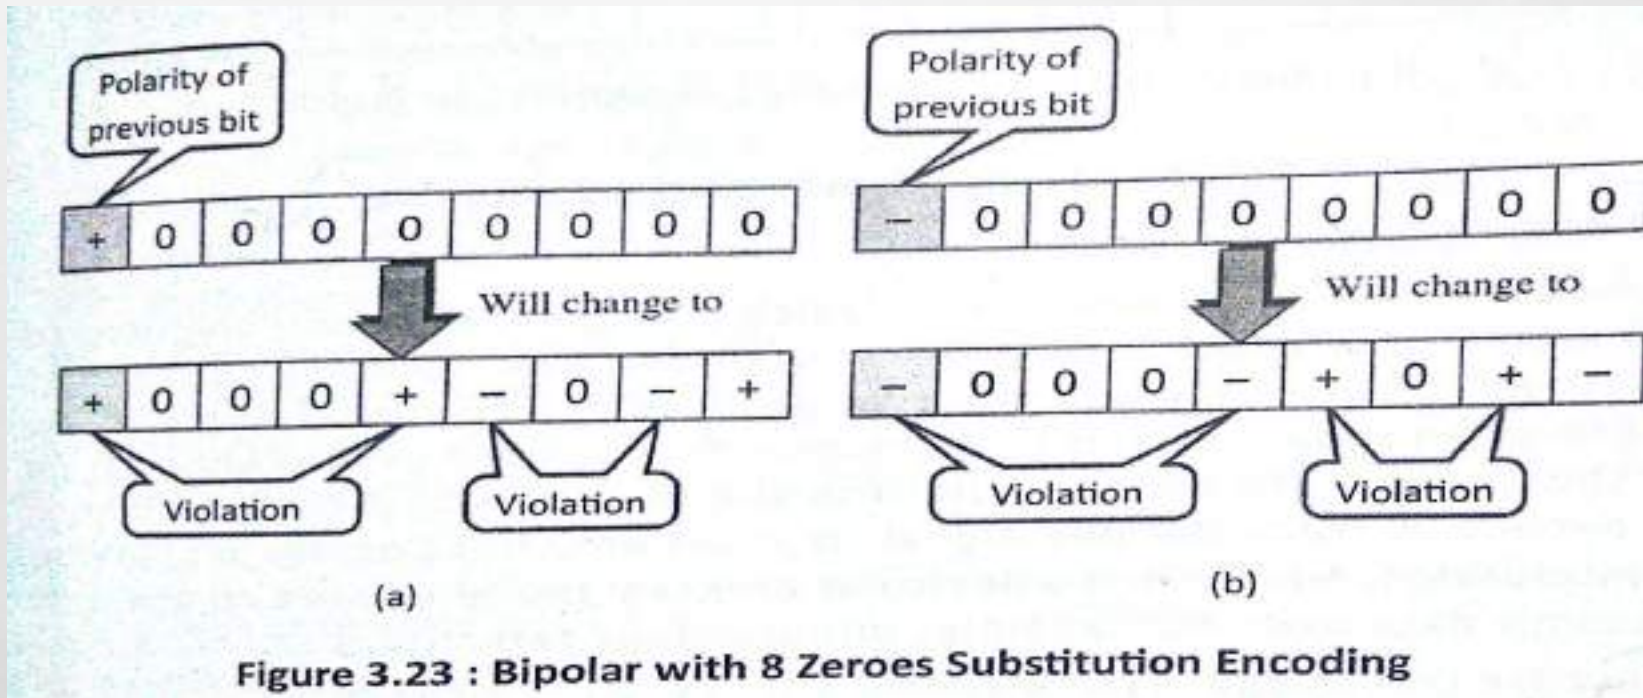 Polarity of
previous bit
+ 0 0 0 0 0 0 0 0
Will change to
+ 0 0 0 + − 0 − +
Violation Violation
(a)
Polarity of
previous bit
− 0 0 0 0 0 0 0 0
Will change to
− 0 0 0 − + 0 + −
Violation Violation
(b)
Figure 3.23 : Bipolar with 8 Zeroes Substitution Encoding